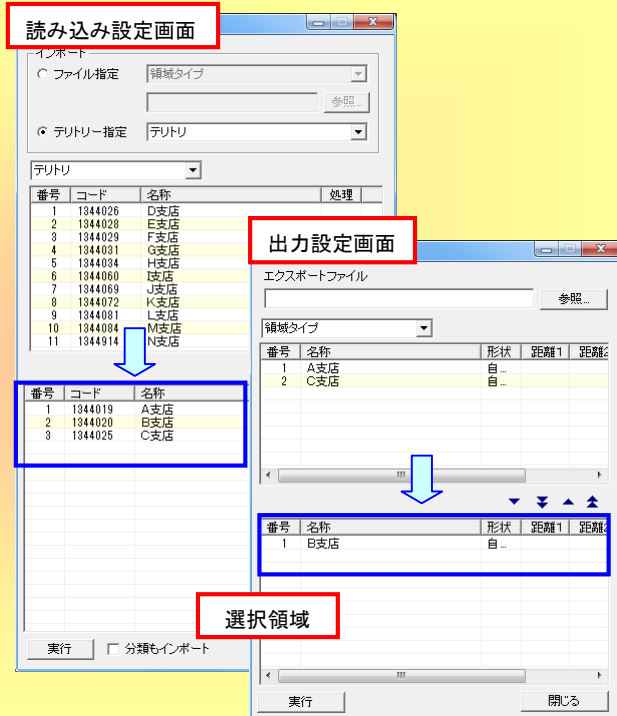 読み込み設定画面
インポート
ファイル指定 領域タイプ
参照...
テリトリー指定 テリトリ
テリトリ
番号 コード 名称 処理
1 1344026 D支店
2 1344028 E支店
3 1344029 F支店
4 1344031 G支店
5 1344034 H支店
6 1344060 I支店
7 1344069 J支店
8 1344072 K支店
9 1344081 L支店
10 1344084 M支店
11 1344914 N支店
番号 コード 名称
1 1344019 A支店
2 1344020 B支店
3 1344025 C支店
実行 分類もインポート
出力設定画面
エクスポートファイル
参照...
領域タイプ
番号 名称 形状 距離1 距離2
1 A支店 自...
2 C支店 自...
番号 名称 形状 距離1 距離2
1 B支店 自...
選択領域
実行 閉じる